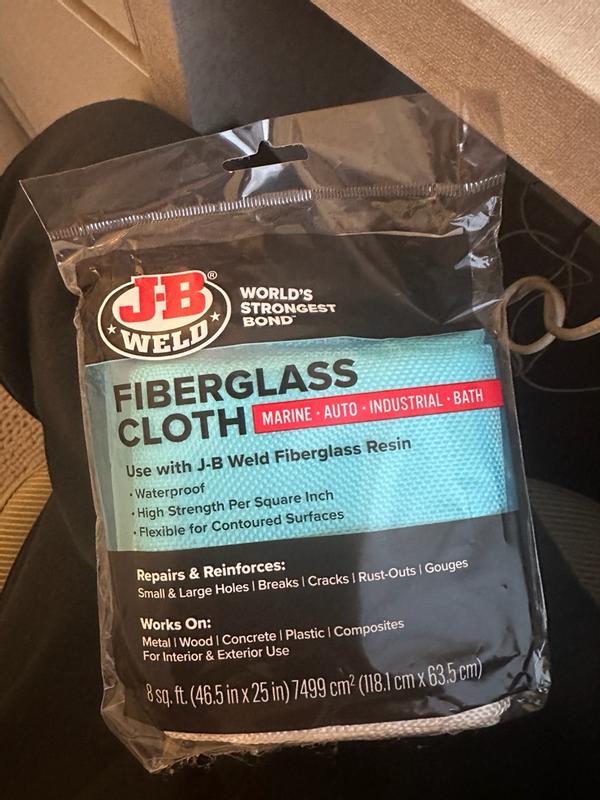 J-B
WELD
®
WORLD'S
STRONGEST
BOND™
FIBERGLASS
CLOTH
MARINE · AUTO · INDUSTRIAL · BATH
Use with J-B Weld Fiberglass Resin
• Waterproof
• High Strength Per Square Inch
• Flexible for Contoured Surfaces
Repairs & Reinforces:
Small & Large Holes | Breaks | Cracks | Rust-Outs | Gouges
Works On:
Metal | Wood | Concrete | Plastic | Composites
For Interior & Exterior Use
8 sq. ft. (46.5 in x 25 in) 7499 cm² (118.1 cm x 63.5 cm)